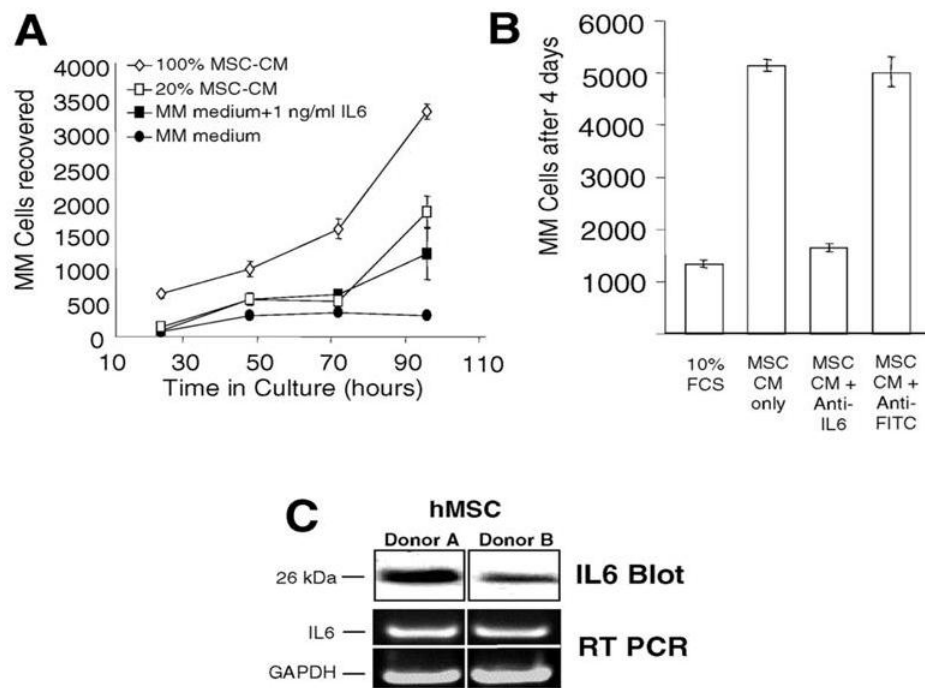 A
4000
3500
3000
2500
2000
1500
1000
500
0
100% MSC-CM
20% MSC-CM
MM medium+1 ng/ml IL6
MM medium
MM Cells recovered
10 30 50 70 90 110
Time in Culture (hours)
B
6000
5000
4000
3000
2000
1000
MM Cells after 4 days
10%
FCS
MSC
CM
only
MSC
CM +
Anti-
IL6
MSC
CM +
Anti-
FITC
C
hMSC
Donor A Donor B
26 kDa
IL6 Blot
IL6
GAPDH
RT PCR